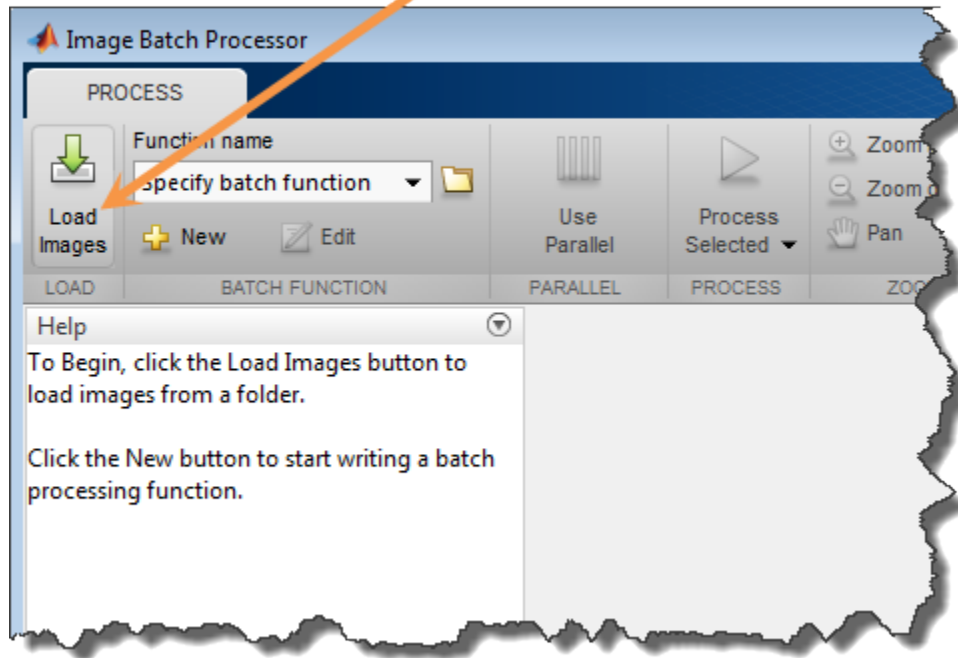 Image Batch Processor
PROCESS
Load
Images
Function name
Specify batch function
New
Edit
Use
Parallel
Process
Selected
Zoom
Zoom
Pan
LOAD
BATCH FUNCTION
PARALLEL
PROCESS
Help
To Begin, click the Load Images button to
load images from a folder.
Click the New button to start writing a batch
processing function.